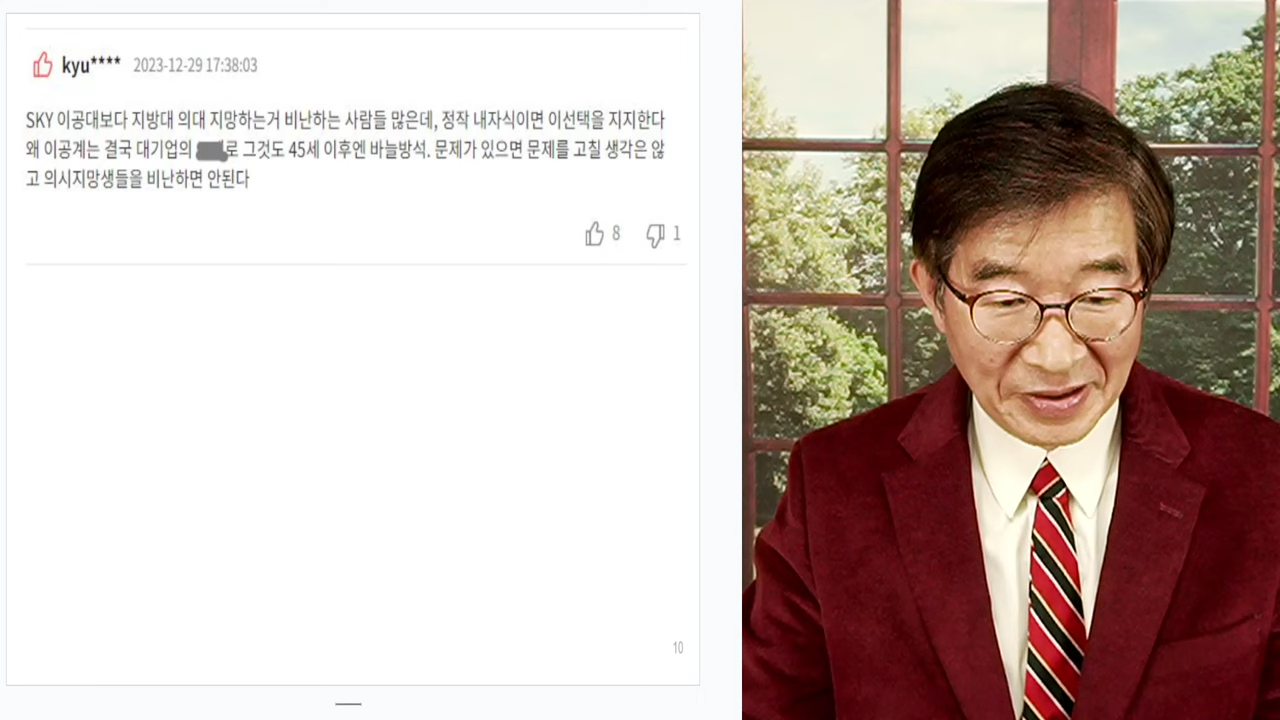 kyu**** 2023-12-29 17:38:03
SKY 이공대보다 지방대 의대 지망하는거 비난하는 사람들 많은데, 정작 내자식이면 이선택을 지지한다
왜 이공계는 결국 대기업의 로 그것도 45세 이후엔 바늘방석. 문제가 있으면 문제를 고칠 생각은 않
고 의시지망생들을 비난하면 안된다
8 1
10